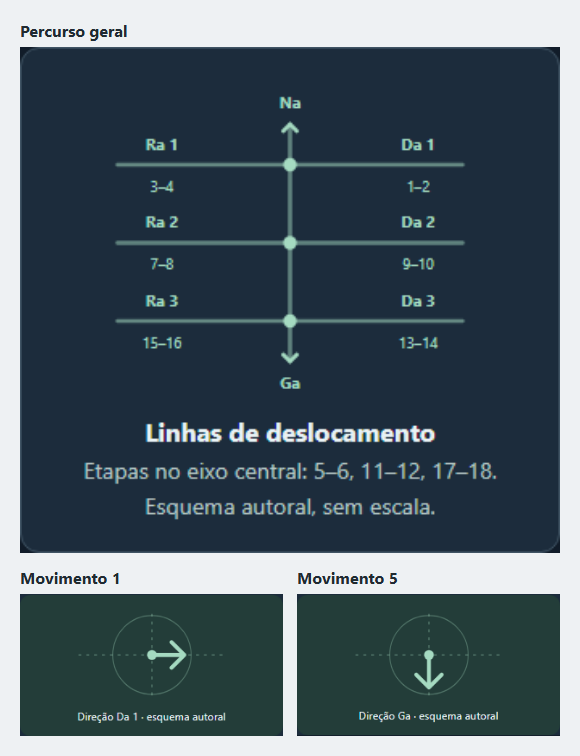 Percurso geral
Na
Ra 1
Da 1
3–4
1–2
Ra 2
Da 2
7–8
9–10
Ra 3
Da 3
15–16
13–14
Ga
Linhas de deslocamento
Etapas no eixo central: 5–6, 11–12, 17–18.
Esquema autoral, sem escala.
Movimento 1
Direção Da 1 · esquema autoral
Movimento 5
Direção Ga · esquema autoral